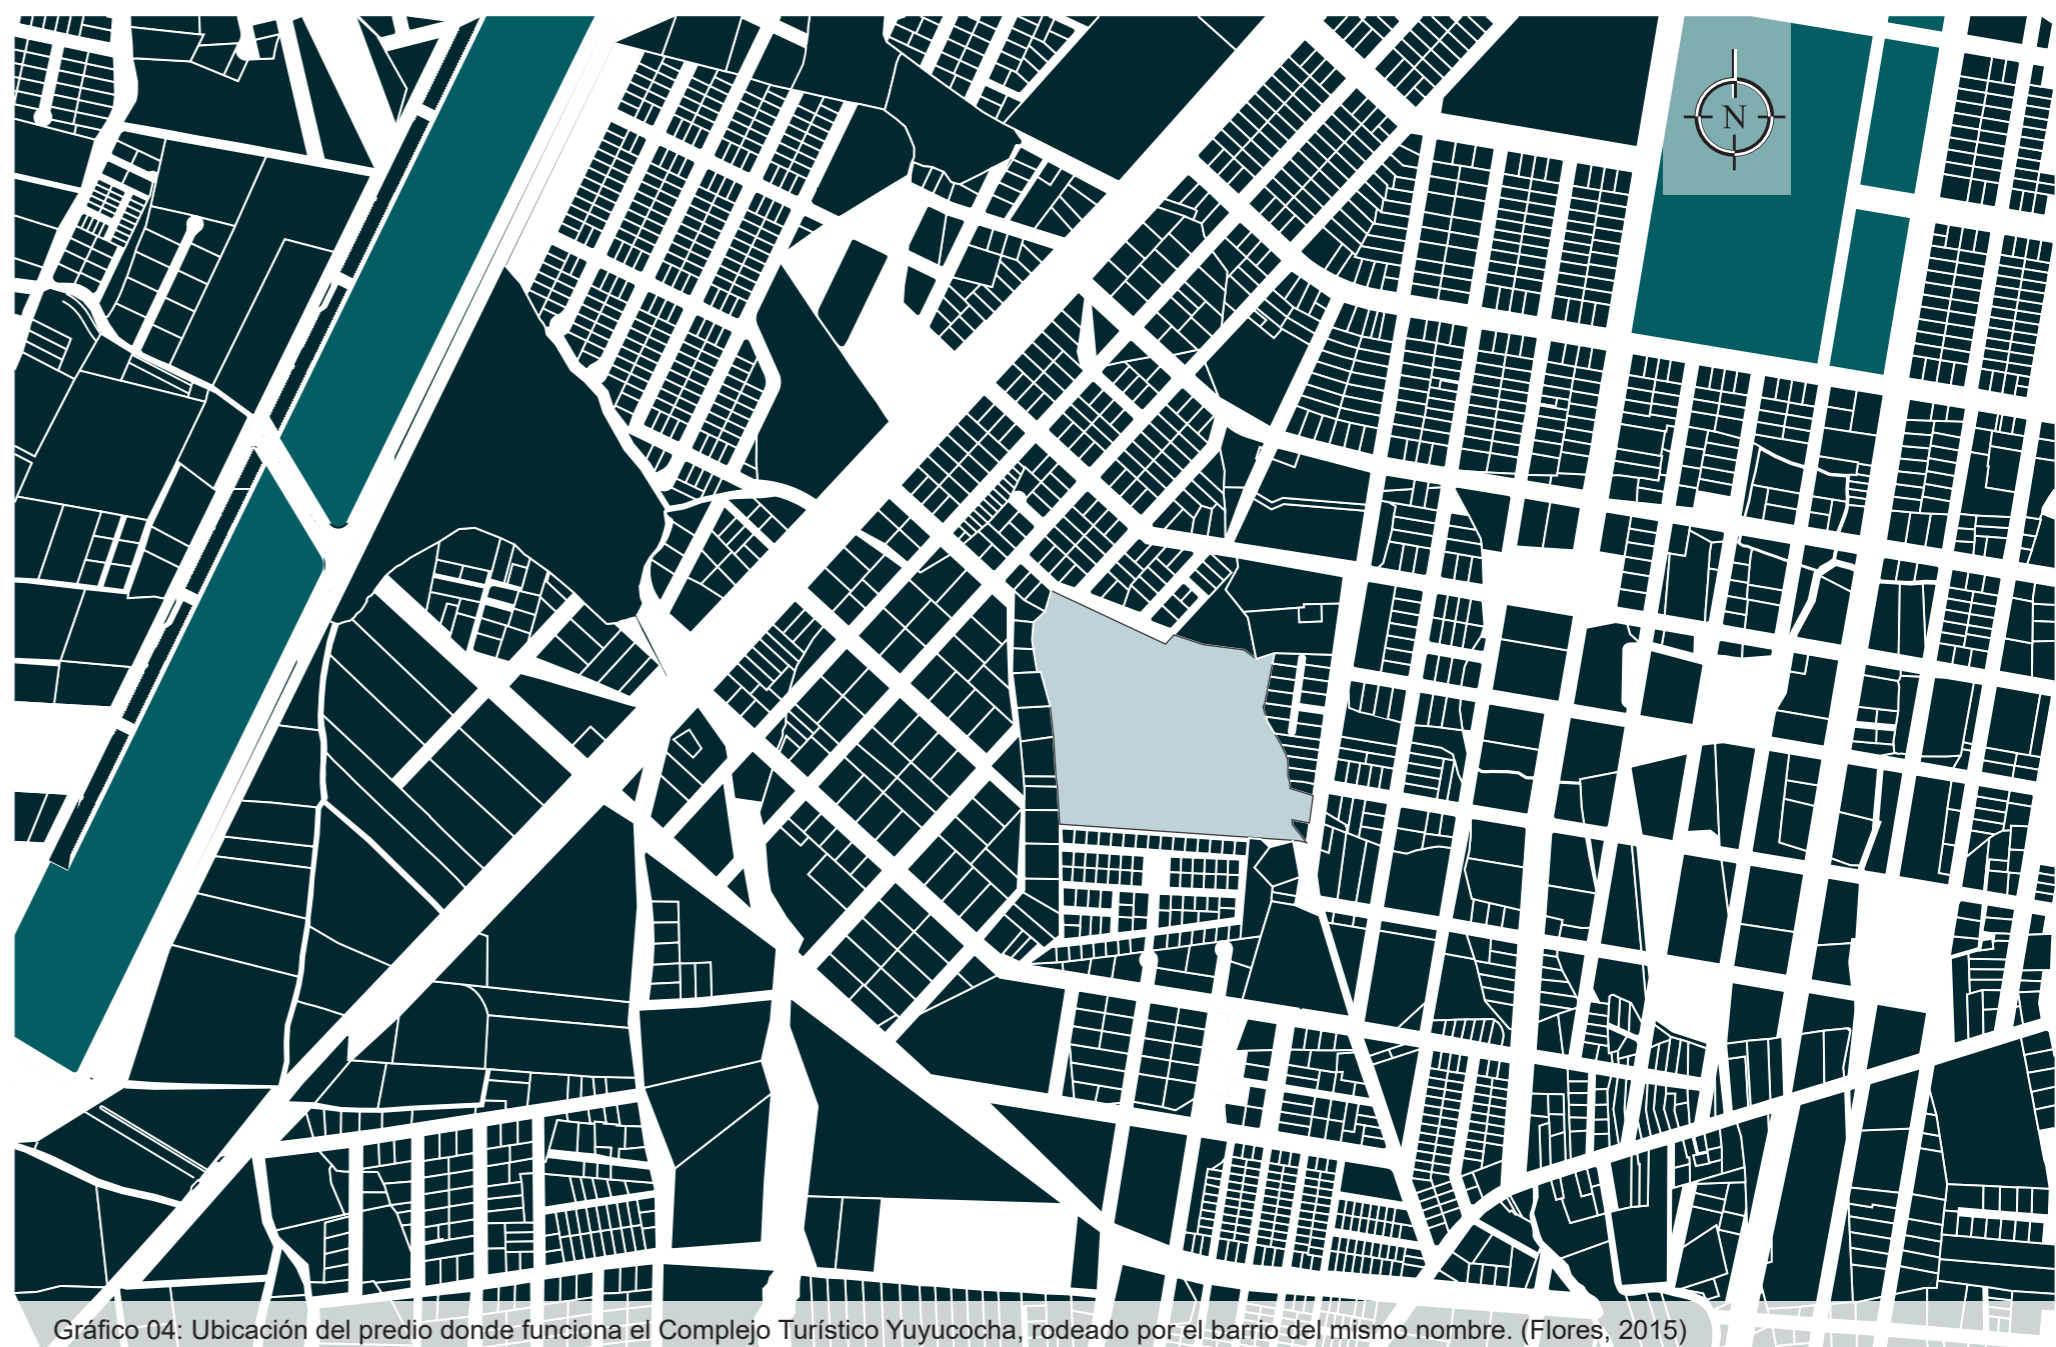 N
Gráfico 04: Ubicación del predio donde funciona el Complejo Turístico Yuyucocha, rodeado por el barrio del mismo nombre. (Flores, 2015)